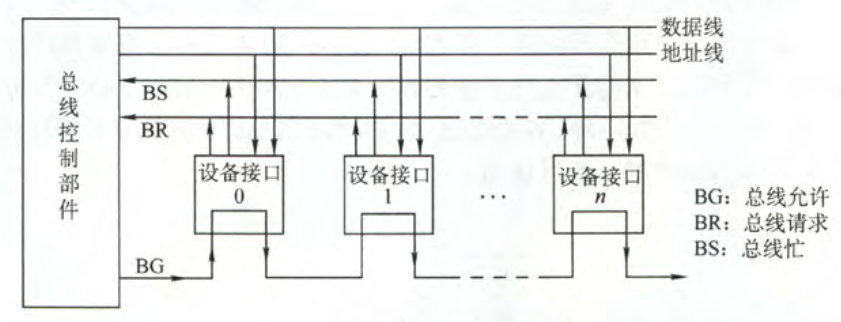 数据线
地址线
总线控制部件
BS
BR
设备接口
0
设备接口
1
设备接口
n
...
BG
BG：总线允许
BR：总线请求
BS：总线忙